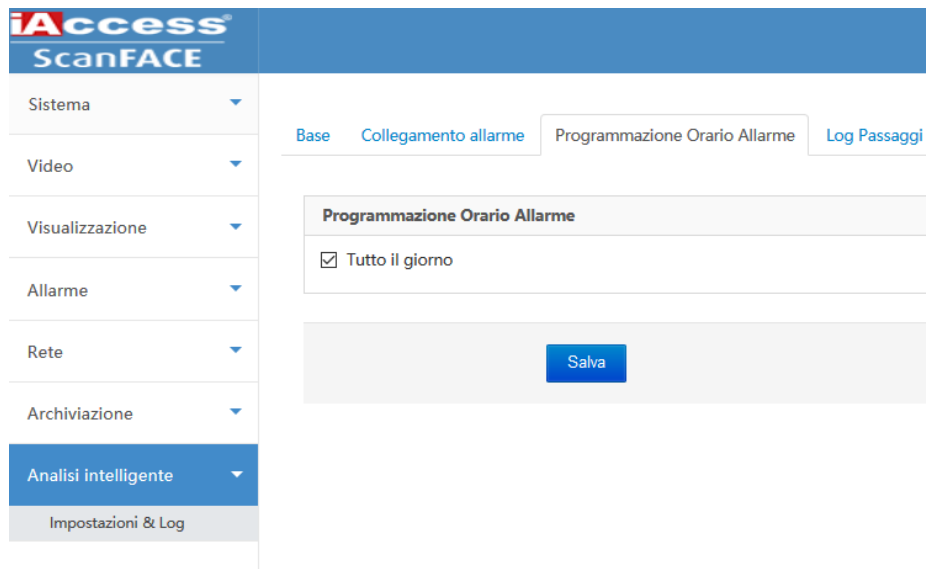 iAccess®
ScanFACE
Sistema
Video
Visualizzazione
Allarme
Rete
Archiviazione
Analisi intelligente
Impostazioni & Log
Base Collegamento allarme Programmazione Orario Allarme Log Passaggi
Programmazione Orario Allarme
Tutto il giorno
Salva